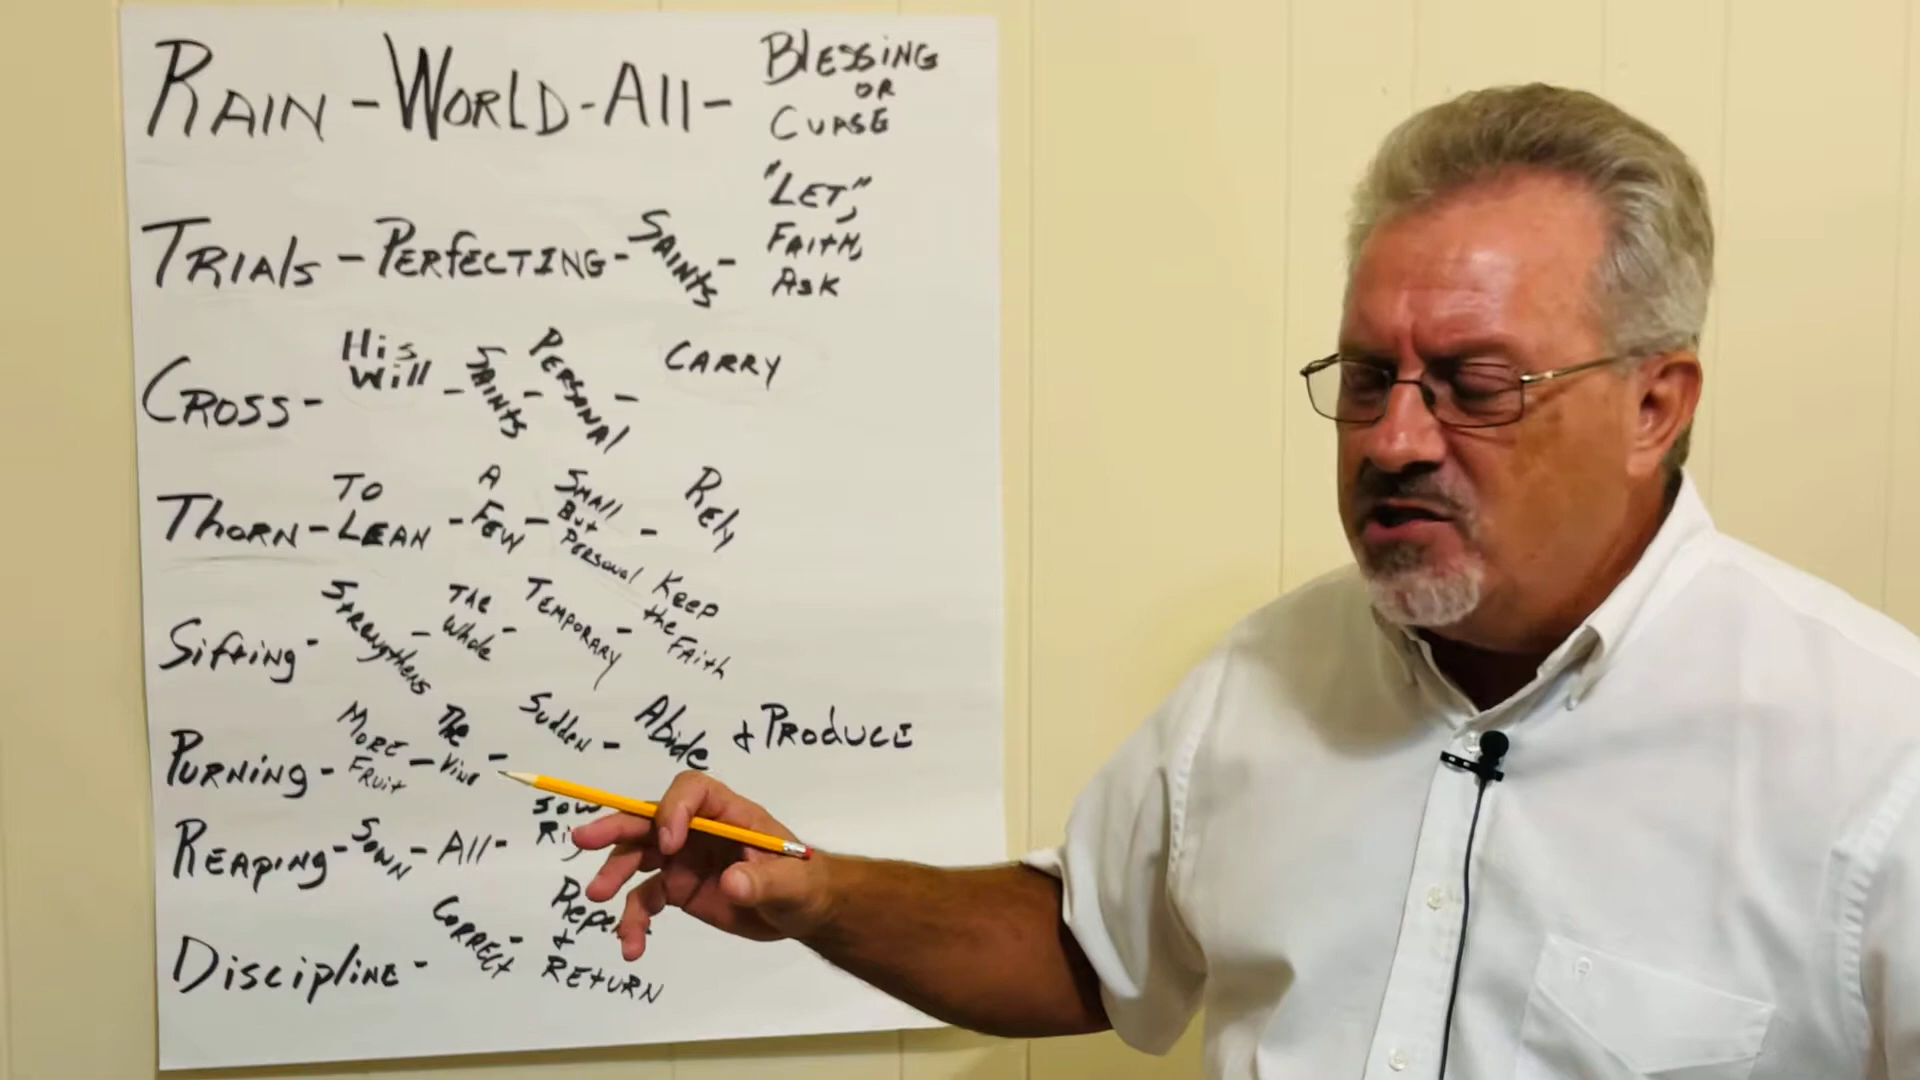 RAIN - WORLD - All - BlESSING OR CURSE
TRIAls - PERfECTING - SAINts - "LET," FAItH, ASK
CROSS - His Will - SAINts - PERSONAl - CARRY
THORN - TO LEAN - A FEW - SMAll But PERSONAl - Rely
Sifting - Strengthens - The Whole - TEMPORARY - KEEP the FAith
PURNING - MORE FRuit - The Vine - Sudden - Abide & PRODUCE
REAPING - SOWN - All - SOW
DISCIPLINE - CORRECT - & REtURN